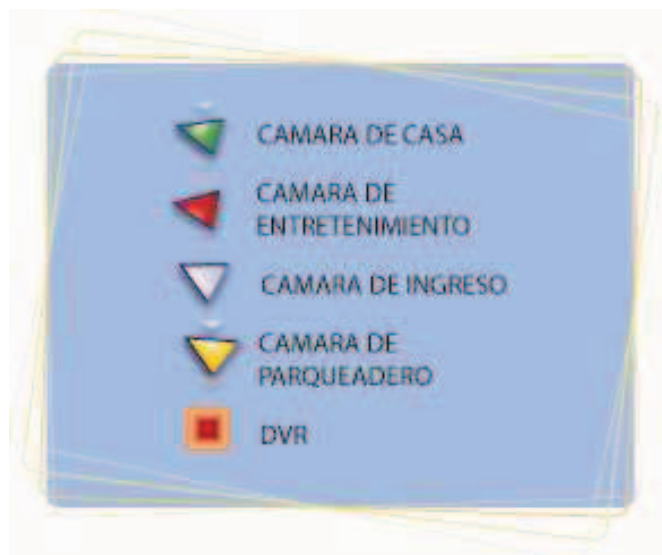 CAMARA DE CASA
CAMARA DE
ENTRETENIMIENTO
CAMARA DE INGRESO
CAMARA DE
PARQUEADERO
DVR